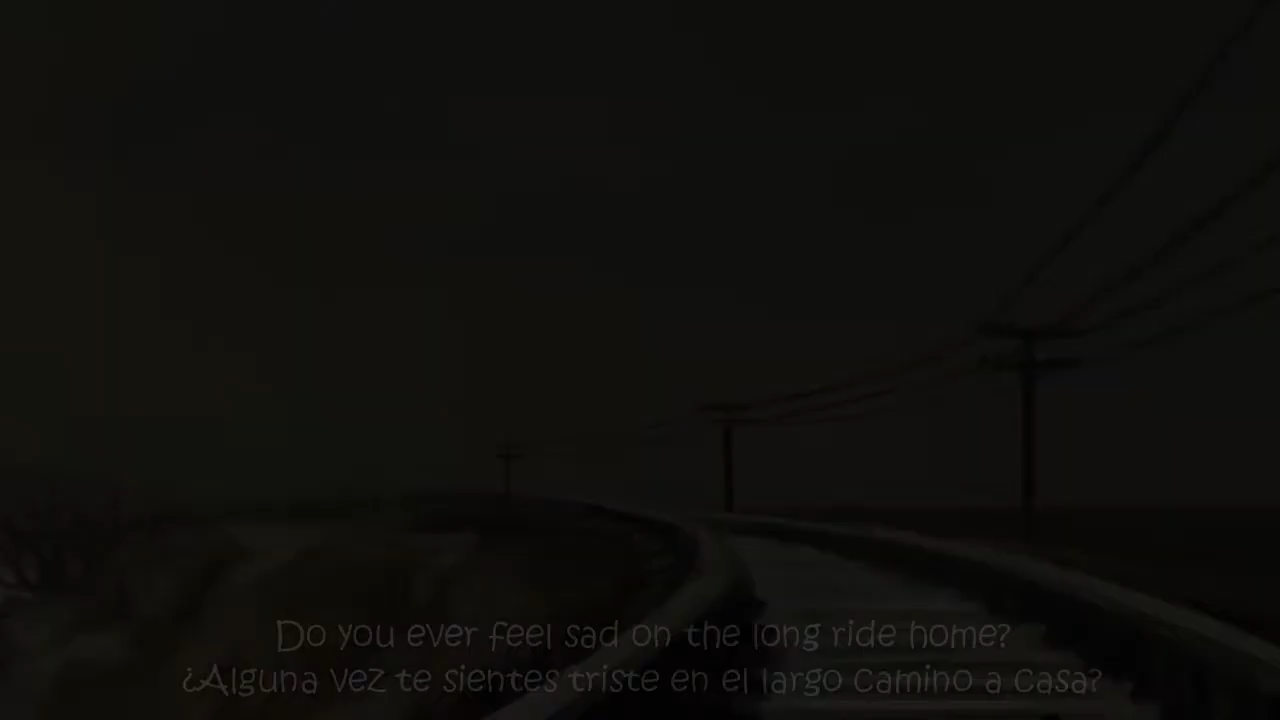 Do you ever feel sad on the long ride home?
¿Alguna vez te sientes triste en el largo camino a casa?